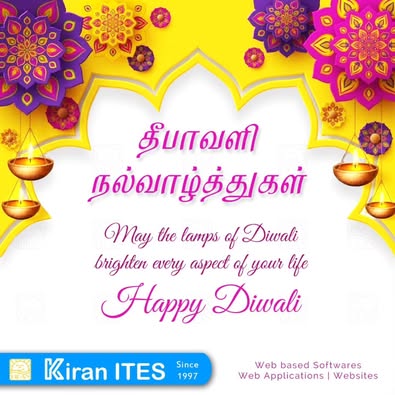 தீபாவளி
நல்வாழ்த்துகள்
May the lamps of Diwali
brighten every aspect of your life
Happy Diwali
Kiran ITES Since 1997
Web based Softwares
Web Applications | Websites